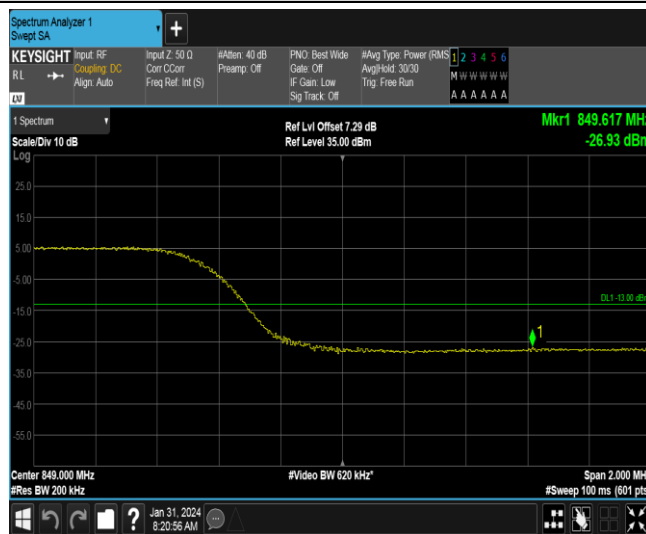 Spectrum Analyzer 1
Swept SA
+
KEYSIGHT
RL
LXI
Input: RF
Coupling: DC
Align: Auto
Input Z: 50 Ω
Corr CCorr
Freq Ref: Int (S)
#Atten: 40 dB
Preamp: Off
PNO: Best Wide
Gate: Off
IF Gain: Low
Sig Track: Off
#Avg Type: Power (RMS
Avg|Hold: 30/30
Trig: Free Run
1 2 3 4 5 6
M W W W W W
A A A A A A
1 Spectrum
Scale/Div 10 dB
Ref Lvl Offset 7.29 dB
Ref Level 35.00 dBm
Mkr1 849.617 MHz
-26.93 dBm
Log
25.0
15.0
5.00
-5.00
-15.0
-25.0
-35.0
-45.0
-55.0
DL1 -13.00 dBm
1
Center 849.000 MHz
#Res BW 200 kHz
#Video BW 620 kHz*
Span 2.000 MHz
#Sweep 100 ms (601 pts
?
Jan 31, 2024
8:20:56 AM